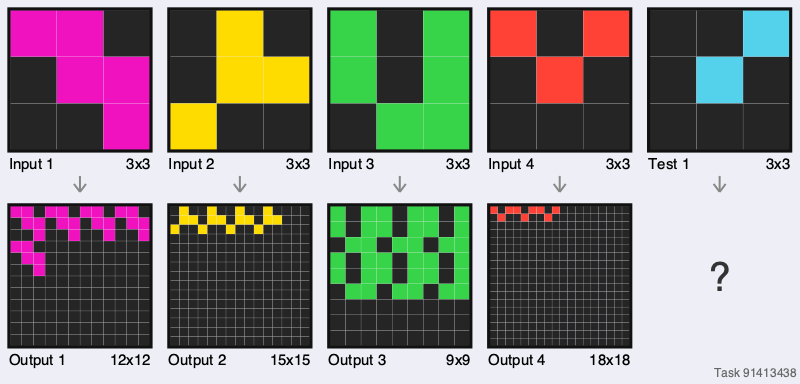 Input 1 3x3
Input 2 3x3
Input 3 3x3
Input 4 3x3
Test 1 3x3
?
Output 1 12x12
Output 2 15x15
Output 3 9x9
Output 4 18x18
Task 91413438